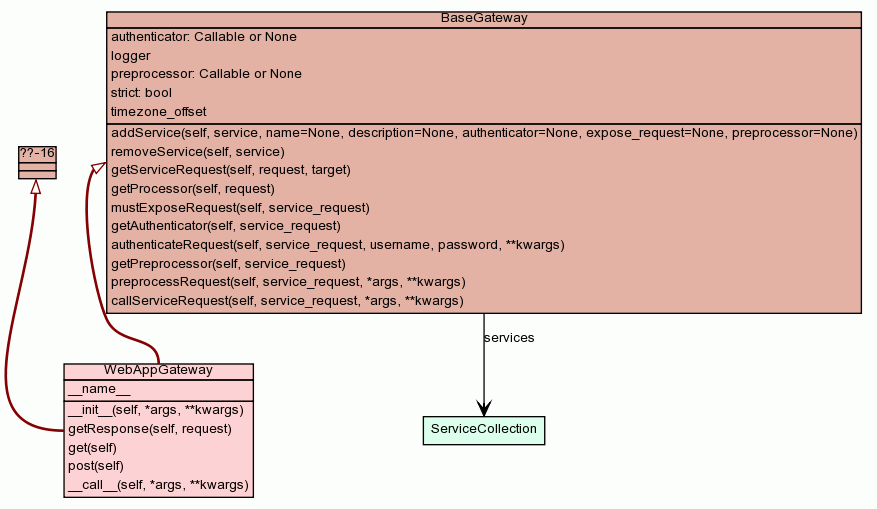 BaseGateway
authenticator: Callable or None
logger
preprocessor: Callable or None
strict: bool
timezone_offset
addService(self, service, name=None, description=None, authenticator=None, expose_request=None, preprocessor=None)
removeService(self, service)
getServiceRequest(self, request, target)
getProcessor(self, request)
mustExposeRequest(self, service_request)
getAuthenticator(self, service_request)
authenticateRequest(self, service_request, username, password, **kwargs)
getPreprocessor(self, service_request)
preprocessRequest(self, service_request, *args, **kwargs)
callServiceRequest(self, service_request, *args, **kwargs)
??-16
services
WebAppGateway
__name__
__init__(self, *args, **kwargs)
getResponse(self, request)
get(self)
post(self)
__call__(self, *args, **kwargs)
ServiceCollection